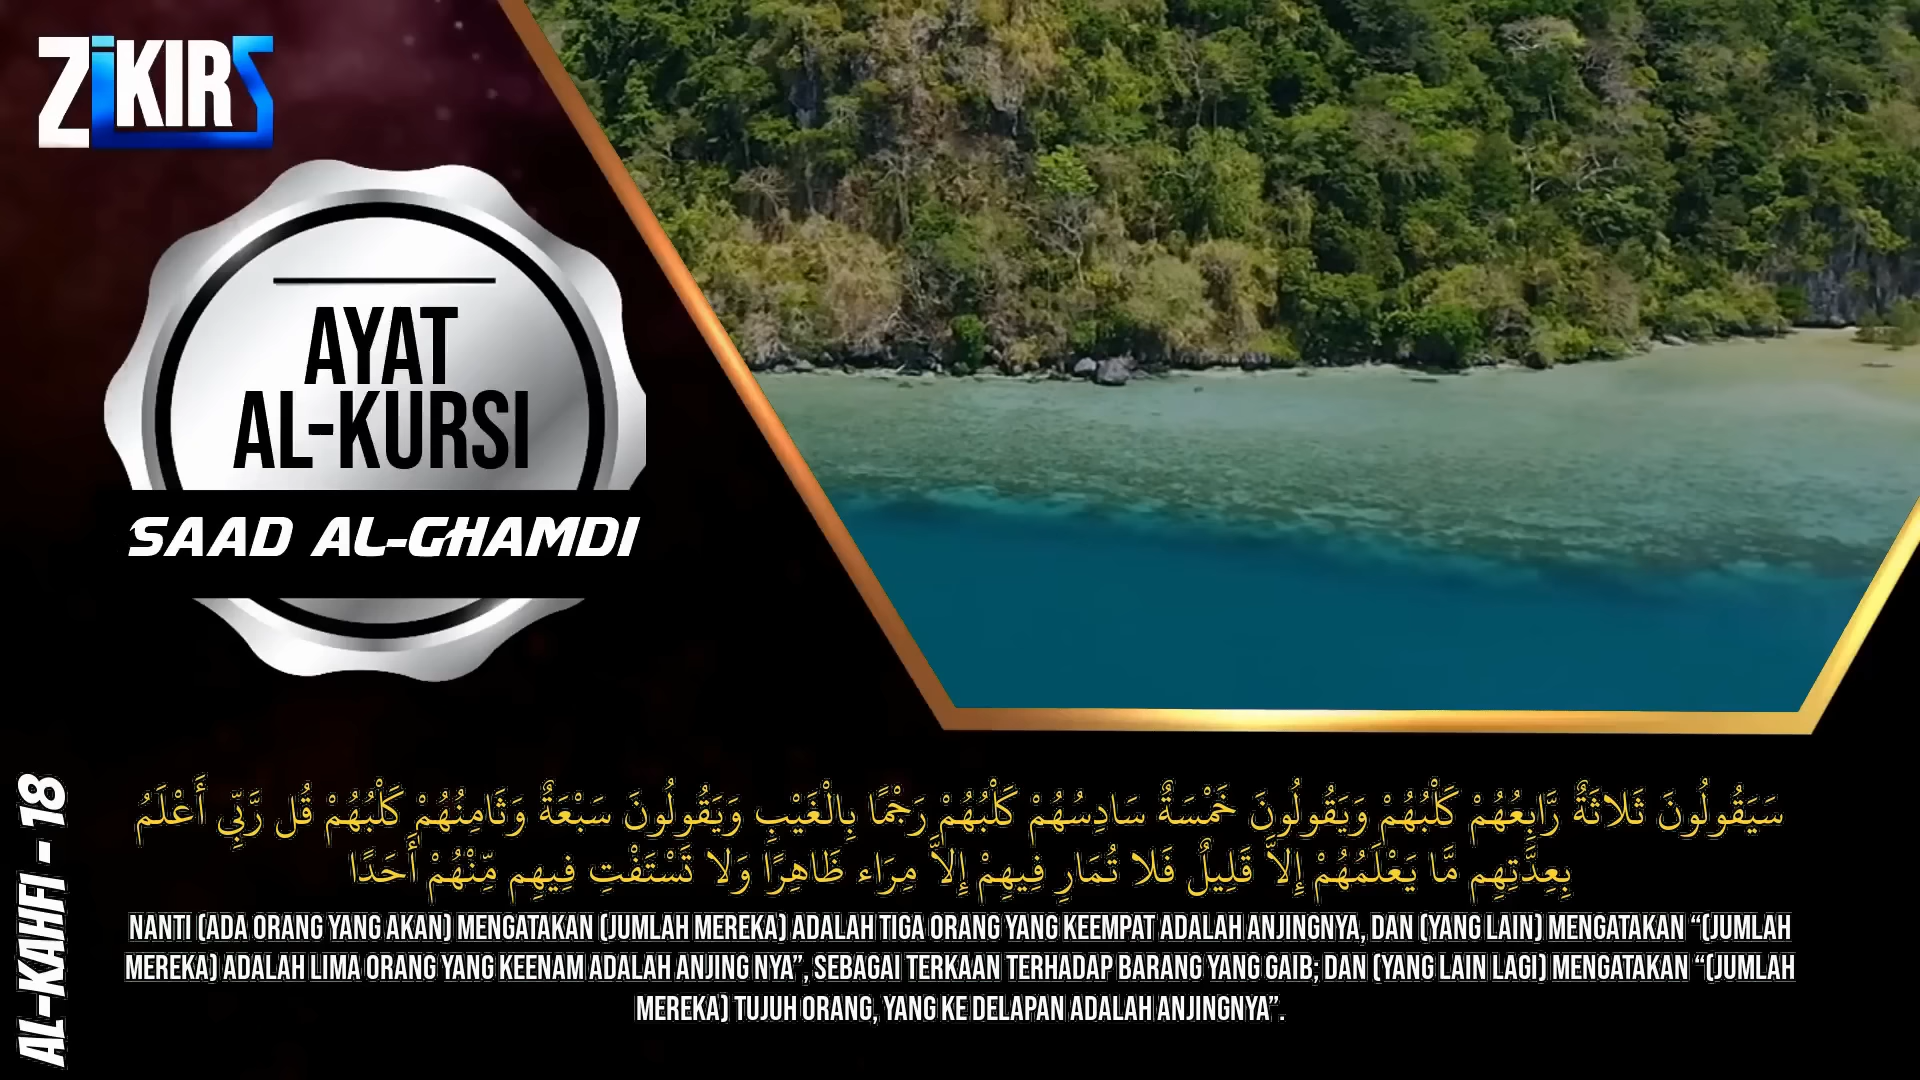 ZiKIRS
AYAT
AL-KURSI
SAAD AL-GHAMDI
AL-KAHFI - 18
سَيَقُولُونَ ثَلاثَةٌ رَّابِعُهُمْ كَلْبُهُمْ وَيَقُولُونَ خَمْسَةٌ سَادِسُهُمْ كَلْبُهُمْ رَجْمًا بِالْغَيْبِ وَيَقُولُونَ سَبْعَةٌ وَثَامِنُهُمْ كَلْبُهُمْ قُل رَّبِّي أَعْلَمُ
بِعِدَّتِهِم مَّا يَعْلَمُهُمْ إِلاَّ قَلِيلٌ فَلا تُمَارِ فِيهِمْ إِلاَّ مِرَاء ظَاهِرًا وَلا تَسْتَفْتِ فِيهِم مِّنْهُمْ أَحَدًا
NANTI (ADA ORANG YANG AKAN) MENGATAKAN (JUMLAH MEREKA) ADALAH TIGA ORANG YANG KEEMPAT ADALAH ANJINGNYA, DAN (YANG LAIN) MENGATAKAN “(JUMLAH
MEREKA) ADALAH LIMA ORANG YANG KEENAM ADALAH ANJING NYA”, SEBAGAI TERKAAN TERHADAP BARANG YANG GAIB; DAN (YANG LAIN LAGI) MENGATAKAN “(JUMLAH
MEREKA) TUJUH ORANG, YANG KE DELAPAN ADALAH ANJINGNYA”.